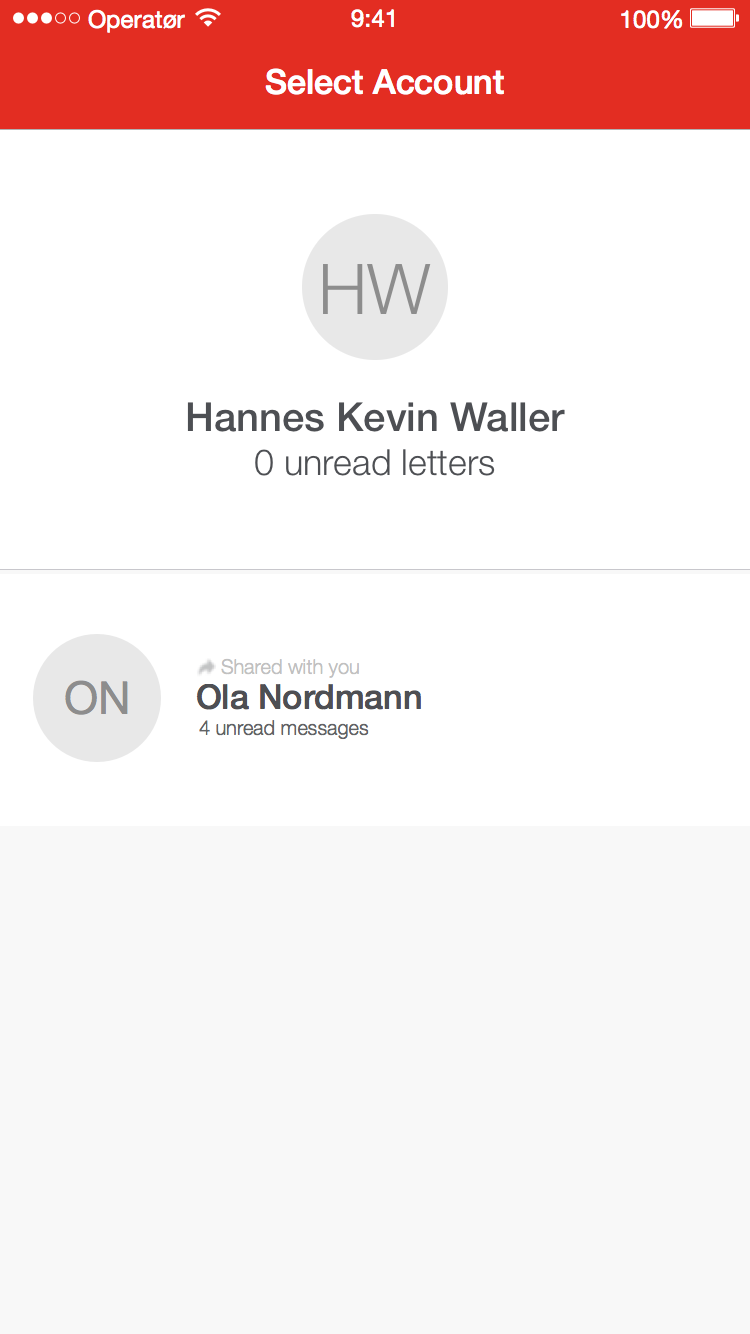 Operatør 9:41 100%
Select Account
HW
Hannes Kevin Waller
0 unread letters
ON
Shared with you
Ola Nordmann
4 unread messages